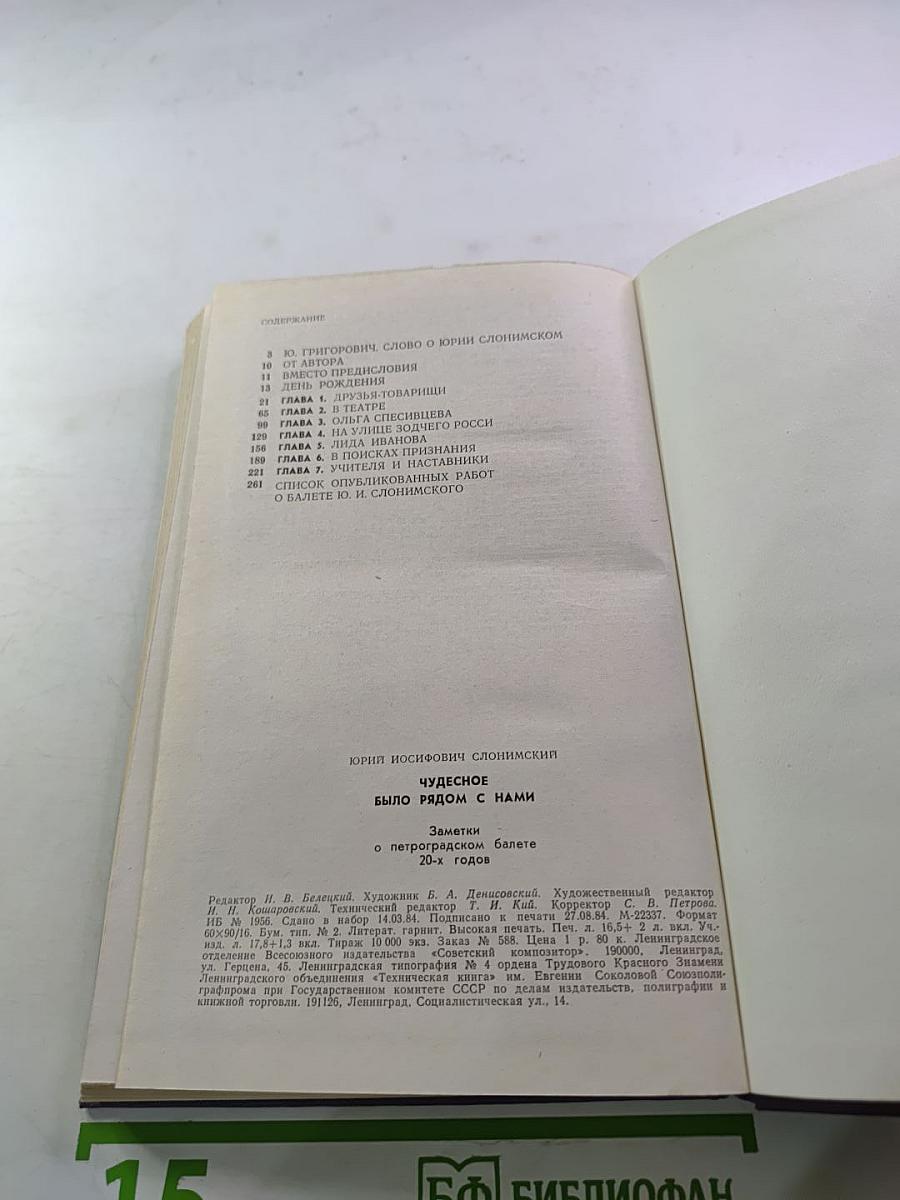 СОДЕРЖАНИЕ
3 Ю. ГРИГОРОВИЧ. СЛОВО О ЮРИИ СЛОНИМСКОМ
10 ОТ АВТОРА
11 ВМЕСТО ПРЕДИСЛОВИЯ
13 ДЕНЬ РОЖДЕНИЯ
21 ГЛАВА 1. ДРУЗЬЯ-ТОВАРИЩИ
65 ГЛАВА 2. В ТЕАТРЕ
99 ГЛАВА 3. ОЛЬГА СПЕСИВЦЕВА
129 ГЛАВА 4. НА УЛИЦЕ ЗОДЧЕГО РОССИ
156 ГЛАВА 5. ЛИДА ИВАНОВА
189 ГЛАВА 6. В ПОИСКАХ ПРИЗНАНИЯ
221 ГЛАВА 7. УЧИТЕЛЯ И НАСТАВНИКИ
261 СПИСОК ОПУБЛИКОВАННЫХ РАБОТ
О БАЛЕТЕ Ю. И. СЛОНИМСКОГО
ЮРИЙ ИОСИФОВИЧ СЛОНИМСКИЙ
ЧУДЕСНОЕ
БЫЛО РЯДОМ С НАМИ
Заметки
о петроградском балете
20-х годов
Редактор И. В. Белецкий. Художник Б. А. Денисовский. Художественный редактор
И. Н. Кошаровский. Технический редактор Т. И. Кий. Корректор С. В. Петрова.
ИБ № 1956. Сдано в набор 14.03.84. Подписано к печати 27.08.84. М-22337. Формат
60×90/16. Бум. тип. № 2. Литерат. гарнит. Высокая печать. Печ. л. 16,5+ 2 л. вкл. Уч.-
изд. л. 17,8+1,3 вкл. Тираж 10 000 экз. Заказ № 588. Цена 1 р. 80 к. Ленинградское
отделение Всесоюзного издательства «Советский композитор». 190000, Ленинград,
ул. Герцена, 45. Ленинградская типография № 4 ордена Трудового Красного Знамени
Ленинградского объединения «Техническая книга» им. Евгении Соколовой Союзполи-
графпрома при Государственном комитете СССР по делам издательств, полиграфии и
книжной торговли. 191126, Ленинград, Социалистическая ул., 14.
15 БФ БИБЛИОФАН